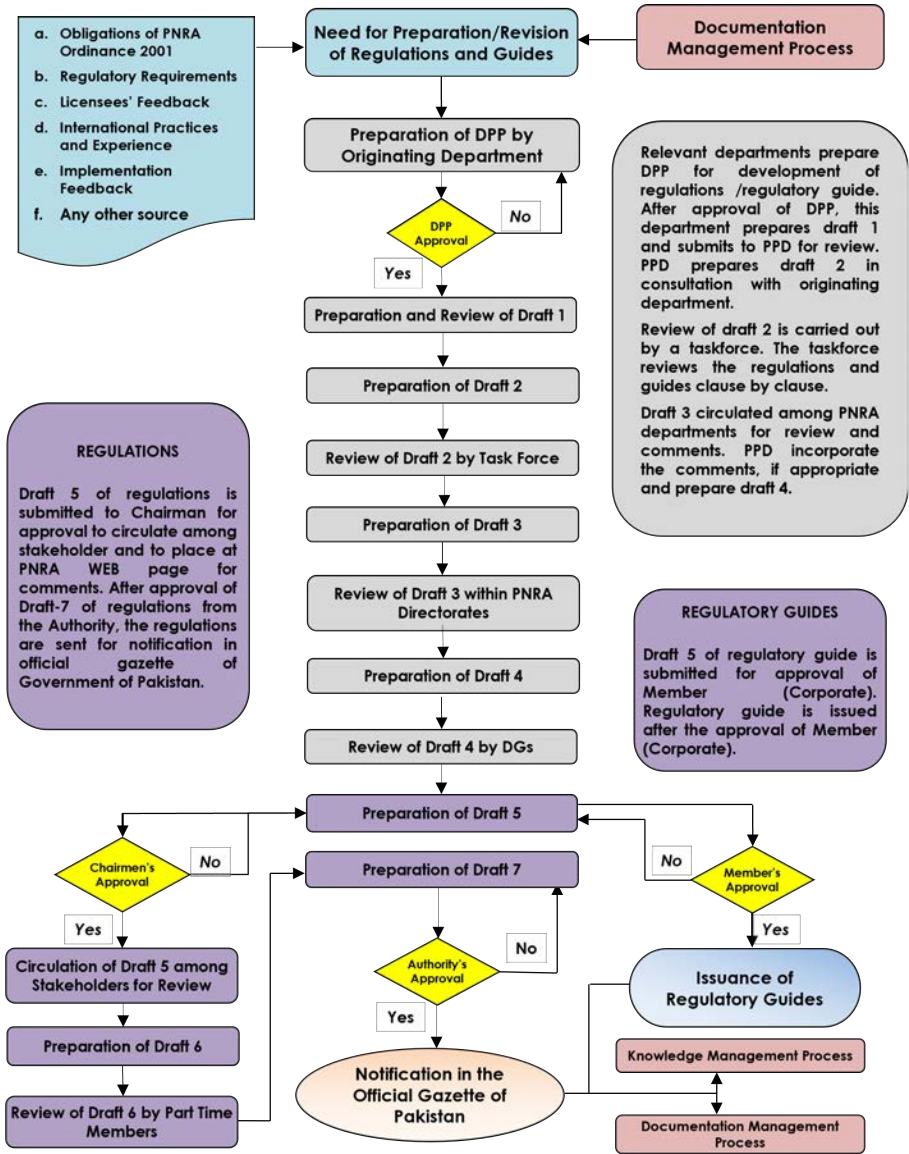 a. Obligations of PNRA
Ordinance 2001
b. Regulatory Requirements
c. Licensees' Feedback
d. International Practices
and Experience
e. Implementation
Feedback
f. Any other source
Need for Preparation/Revision
of Regulations and Guides
Documentation
Management Process
Preparation of DPP by
Originating Department
DPP
Approval
No
Yes
Relevant departments prepare
DPP for development of
regulations /regulatory guide.
After approval of DPP, this
department prepares draft 1
and submits to PPD for review.
PPD prepares draft 2 in
consultation with originating
department.
Review of draft 2 is carried out
by a taskforce. The taskforce
reviews the regulations and
guides clause by clause.
Draft 3 circulated among PNRA
departments for review and
comments. PPD incorporate
the comments, if appropriate
and prepare draft 4.
Preparation and Review of Draft 1
Preparation of Draft 2
Review of Draft 2 by Task Force
Preparation of Draft 3
Review of Draft 3 within PNRA
Directorates
Preparation of Draft 4
Review of Draft 4 by DGs
REGULATIONS
Draft 5 of regulations is
submitted to Chairman for
approval to circulate among
stakeholder and to place at
PNRA WEB page for
comments. After approval of
Draft-7 of regulations from
the Authority, the regulations
are sent for notification in
official gazette of
Government of Pakistan.
REGULATORY GUIDES
Draft 5 of regulatory guide is
submitted for approval of
Member (Corporate).
Regulatory guide is issued
after the approval of Member
(Corporate).
Preparation of Draft 5
Chairmen's
Approval
No
Yes
Preparation of Draft 7
No
Member's
Approval
Yes
Circulation of Draft 5 among
Stakeholders for Review
Authority's
Approval
No
Yes
Issuance of
Regulatory Guides
Preparation of Draft 6
Review of Draft 6 by Part Time
Members
Notification in the
Official Gazette of
Pakistan
Knowledge Management Process
Documentation Management
Process